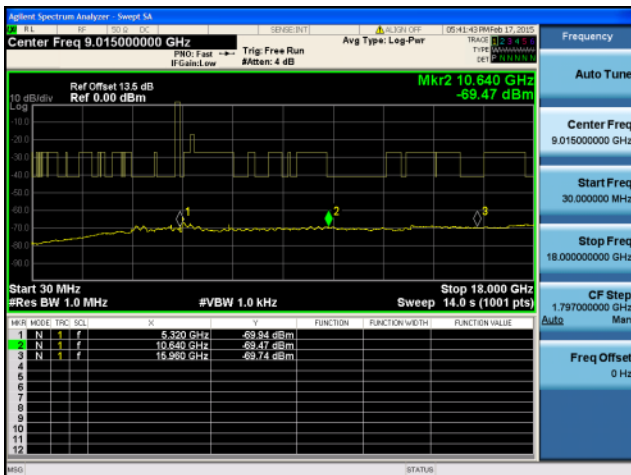 Agilent Spectrum Analyzer - Swept SA
RL RF 50 Ω DC SENSE:INT ALIGN OFF 05:41:43 PM Feb 17, 2015
Center Freq 9.015000000 GHz
PNO: Fast
IFGain:Low
Trig: Free Run
#Atten: 4 dB
Avg Type: Log-Pwr
TRACE 1 2 3 4 5 6
TYPE
DET P N N N N N
Ref Offset 13.5 dB
10 dB/div Ref 0.00 dBm
Log
Mkr2 10.640 GHz
-69.47 dBm
-10.0
-20.0
-30.0
-40.0
-50.0
-60.0
-70.0
-80.0
-90.0
1
2
3
Start 30 MHz Stop 18.000 GHz
#Res BW 1.0 MHz #VBW 1.0 kHz Sweep 14.0 s (1001 pts)
MKR MODE TRC SCL X Y FUNCTION FUNCTION WIDTH FUNCTION VALUE
1 N 1 f 5.320 GHz -69.94 dBm
2 N 1 f 10.640 GHz -69.47 dBm
3 N 1 f 15.960 GHz -69.74 dBm
4
5
6
7
8
9
10
11
12
MSG STATUS
Frequency
Auto Tune
Center Freq
9.015000000 GHz
Start Freq
30.000000 MHz
Stop Freq
18.000000000 GHz
CF Step
1.797000000 GHz
Auto Man
Freq Offset
0 Hz